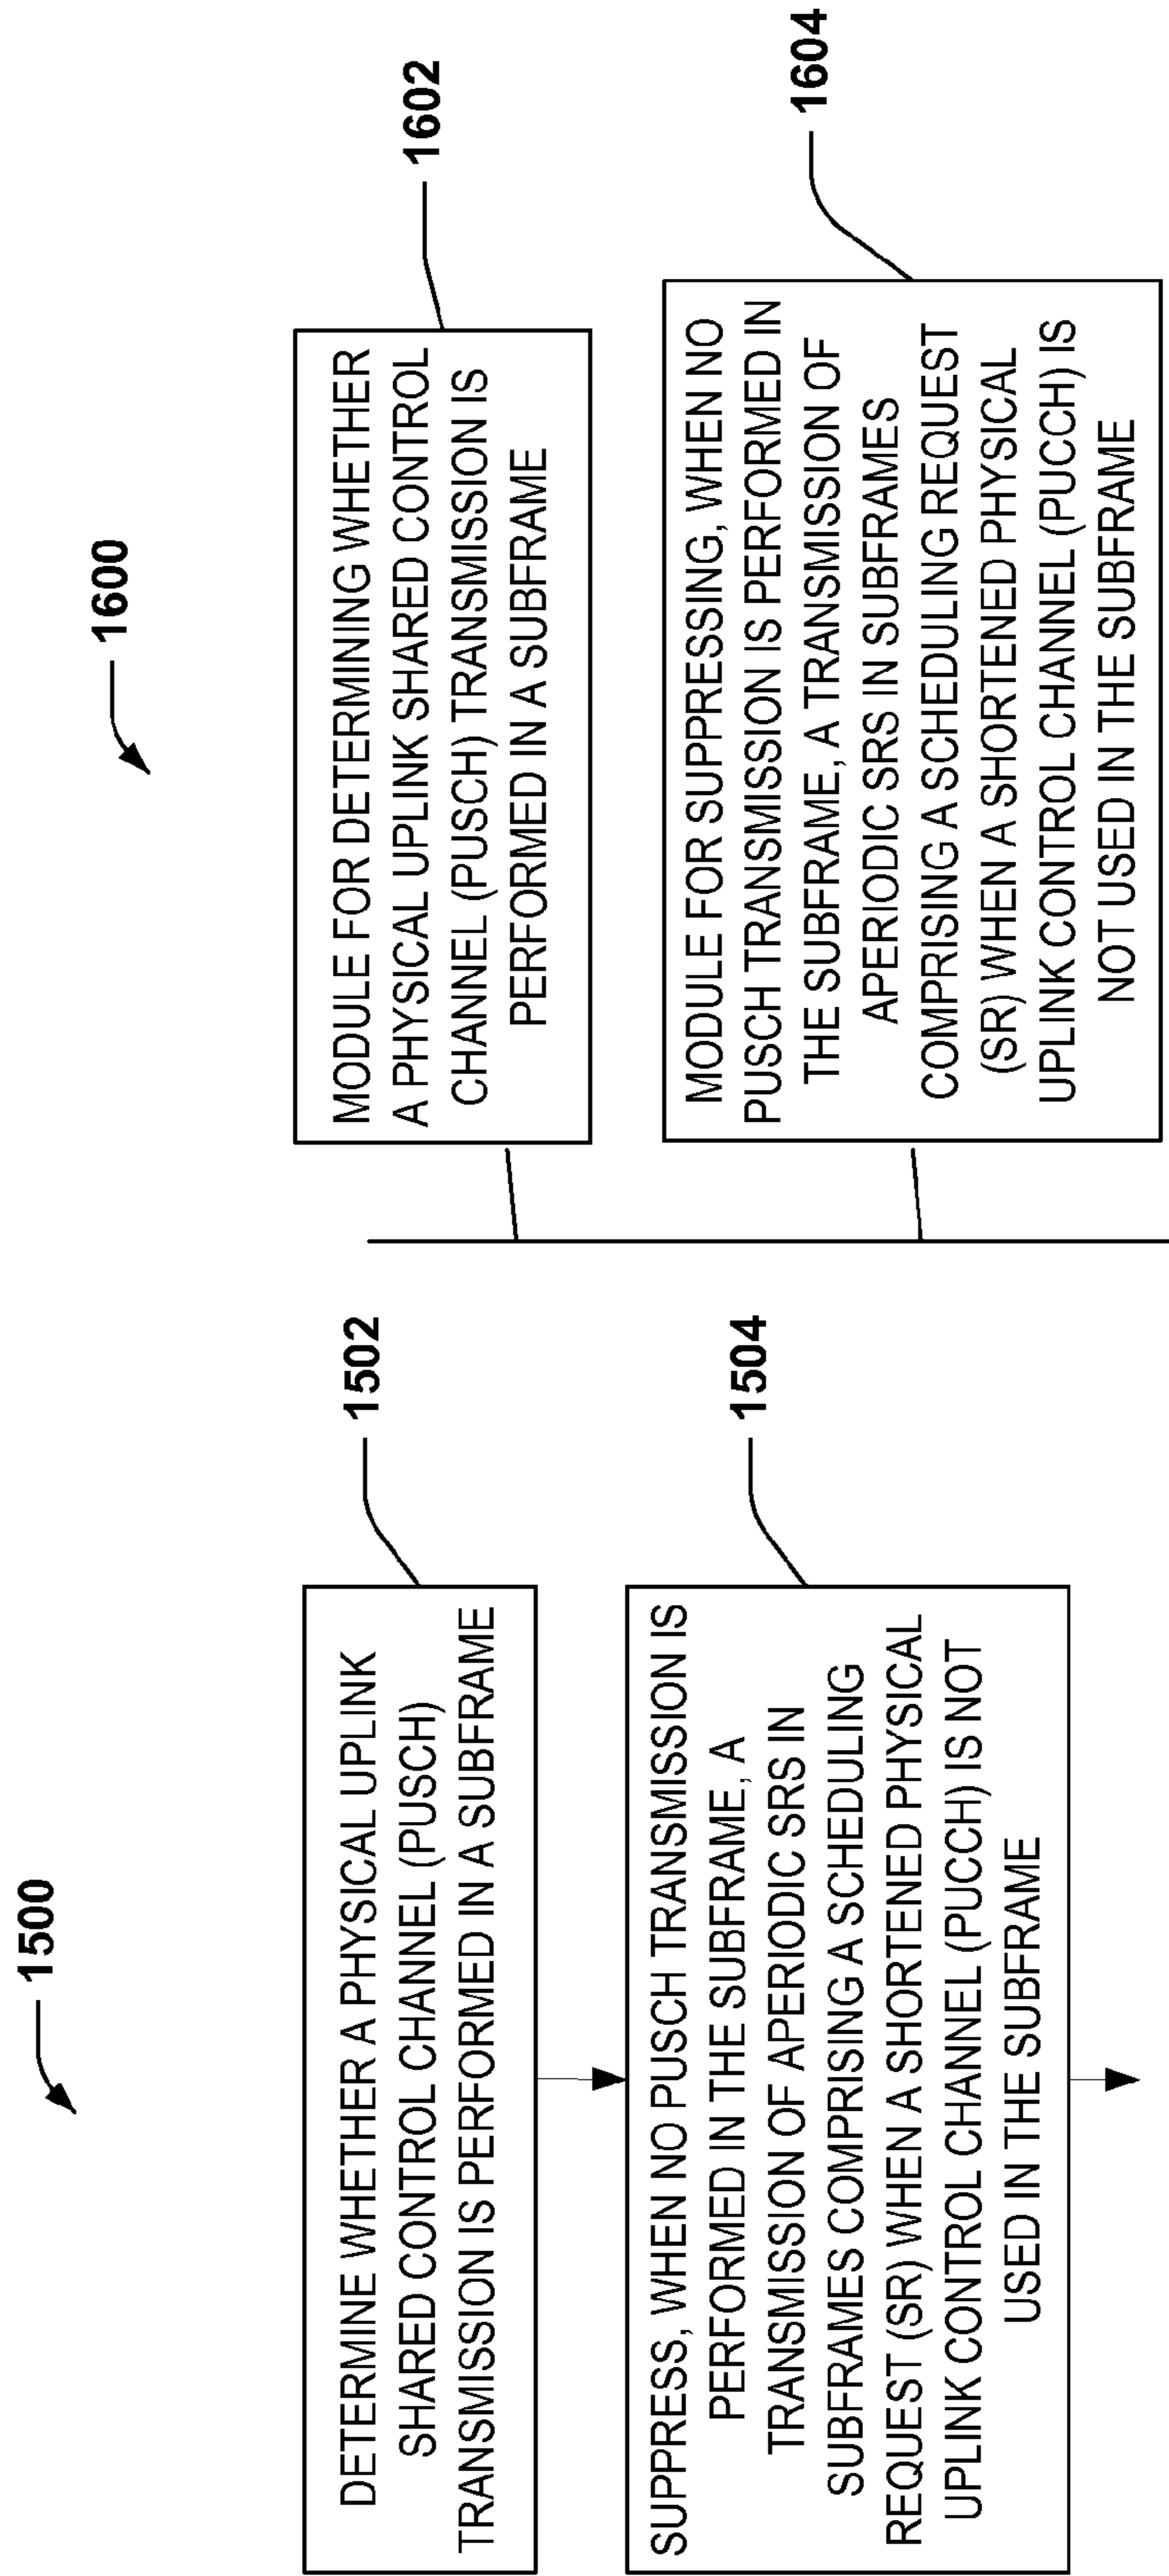 1500
DETERMINE WHETHER A PHYSICAL UPLINK
SHARED CONTROL CHANNEL (PUSCH)
TRANSMISSION IS PERFORMED IN A SUBFRAME
1502
SUPPRESS, WHEN NO PUSCH TRANSMISSION IS
PERFORMED IN THE SUBFRAME, A
TRANSMISSION OF APERIODIC SRS IN
SUBFRAMES COMPRISING A SCHEDULING
REQUEST (SR) WHEN A SHORTENED PHYSICAL
UPLINK CONTROL CHANNEL (PUCCH) IS NOT
USED IN THE SUBFRAME
1504
1600
MODULE FOR DETERMINING WHETHER
A PHYSICAL UPLINK SHARED CONTROL
CHANNEL (PUSCH) TRANSMISSION IS
PERFORMED IN A SUBFRAME
1602
MODULE FOR SUPPRESSING, WHEN NO
PUSCH TRANSMISSION IS PERFORMED IN
THE SUBFRAME, A TRANSMISSION OF
APERIODIC SRS IN SUBFRAMES
COMPRISING A SCHEDULING REQUEST
(SR) WHEN A SHORTENED PHYSICAL
UPLINK CONTROL CHANNEL (PUCCH) IS
NOT USED IN THE SUBFRAME
1604